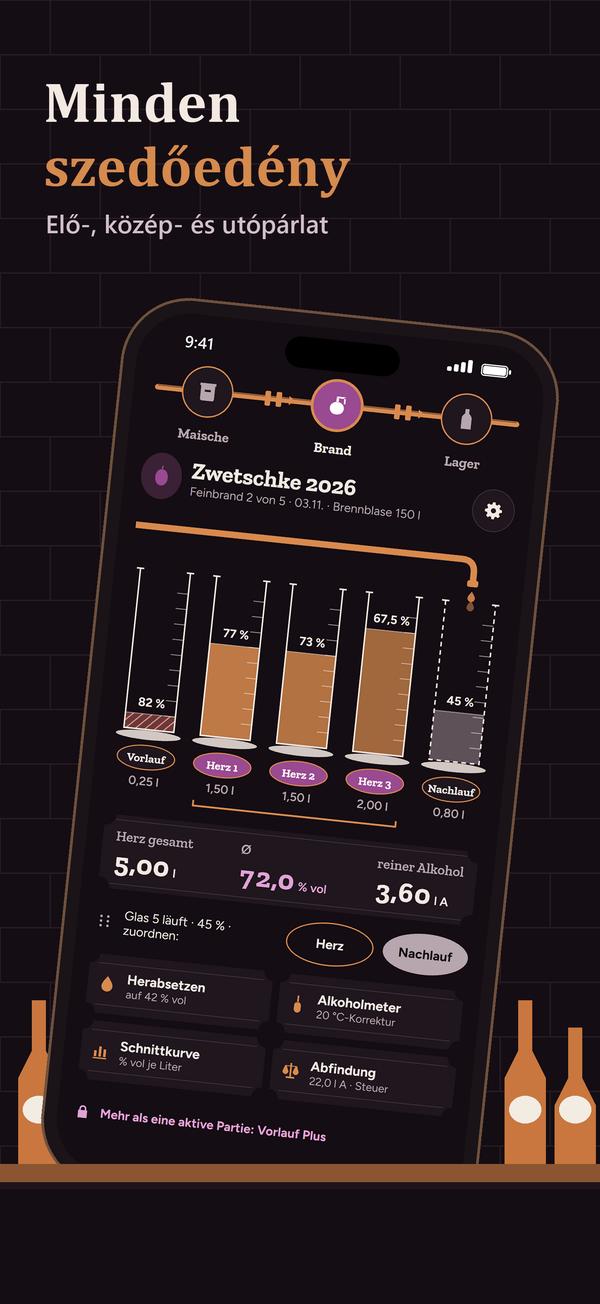 Minden
szedőedény
Elő-, közép- és utópárlat
9:41
Maische
Brand
Lager
Zwetschke 2026
Feinbrand 2 von 5 · 03.11. · Brennblase 150 l
82 %
77 %
73 %
67,5 %
45 %
Vorlauf
Herz 1
Herz 2
Herz 3
Nachlauf
0,25 l
1,50 l
1,50 l
2,00 l
0,80 l
Herz gesamt
Ø
reiner Alkohol
5,00 l
72,0 % vol
3,60 l A
Glas 5 läuft · 45 % ·
zuordnen:
Herz
Nachlauf
Herabsetzen
auf 42 % vol
Alkoholmeter
20 °C-Korrektur
Schnittkurve
% vol je Liter
Abfindung
22,0 l A · Steuer
Mehr als eine aktive Partie: Vorlauf Plus